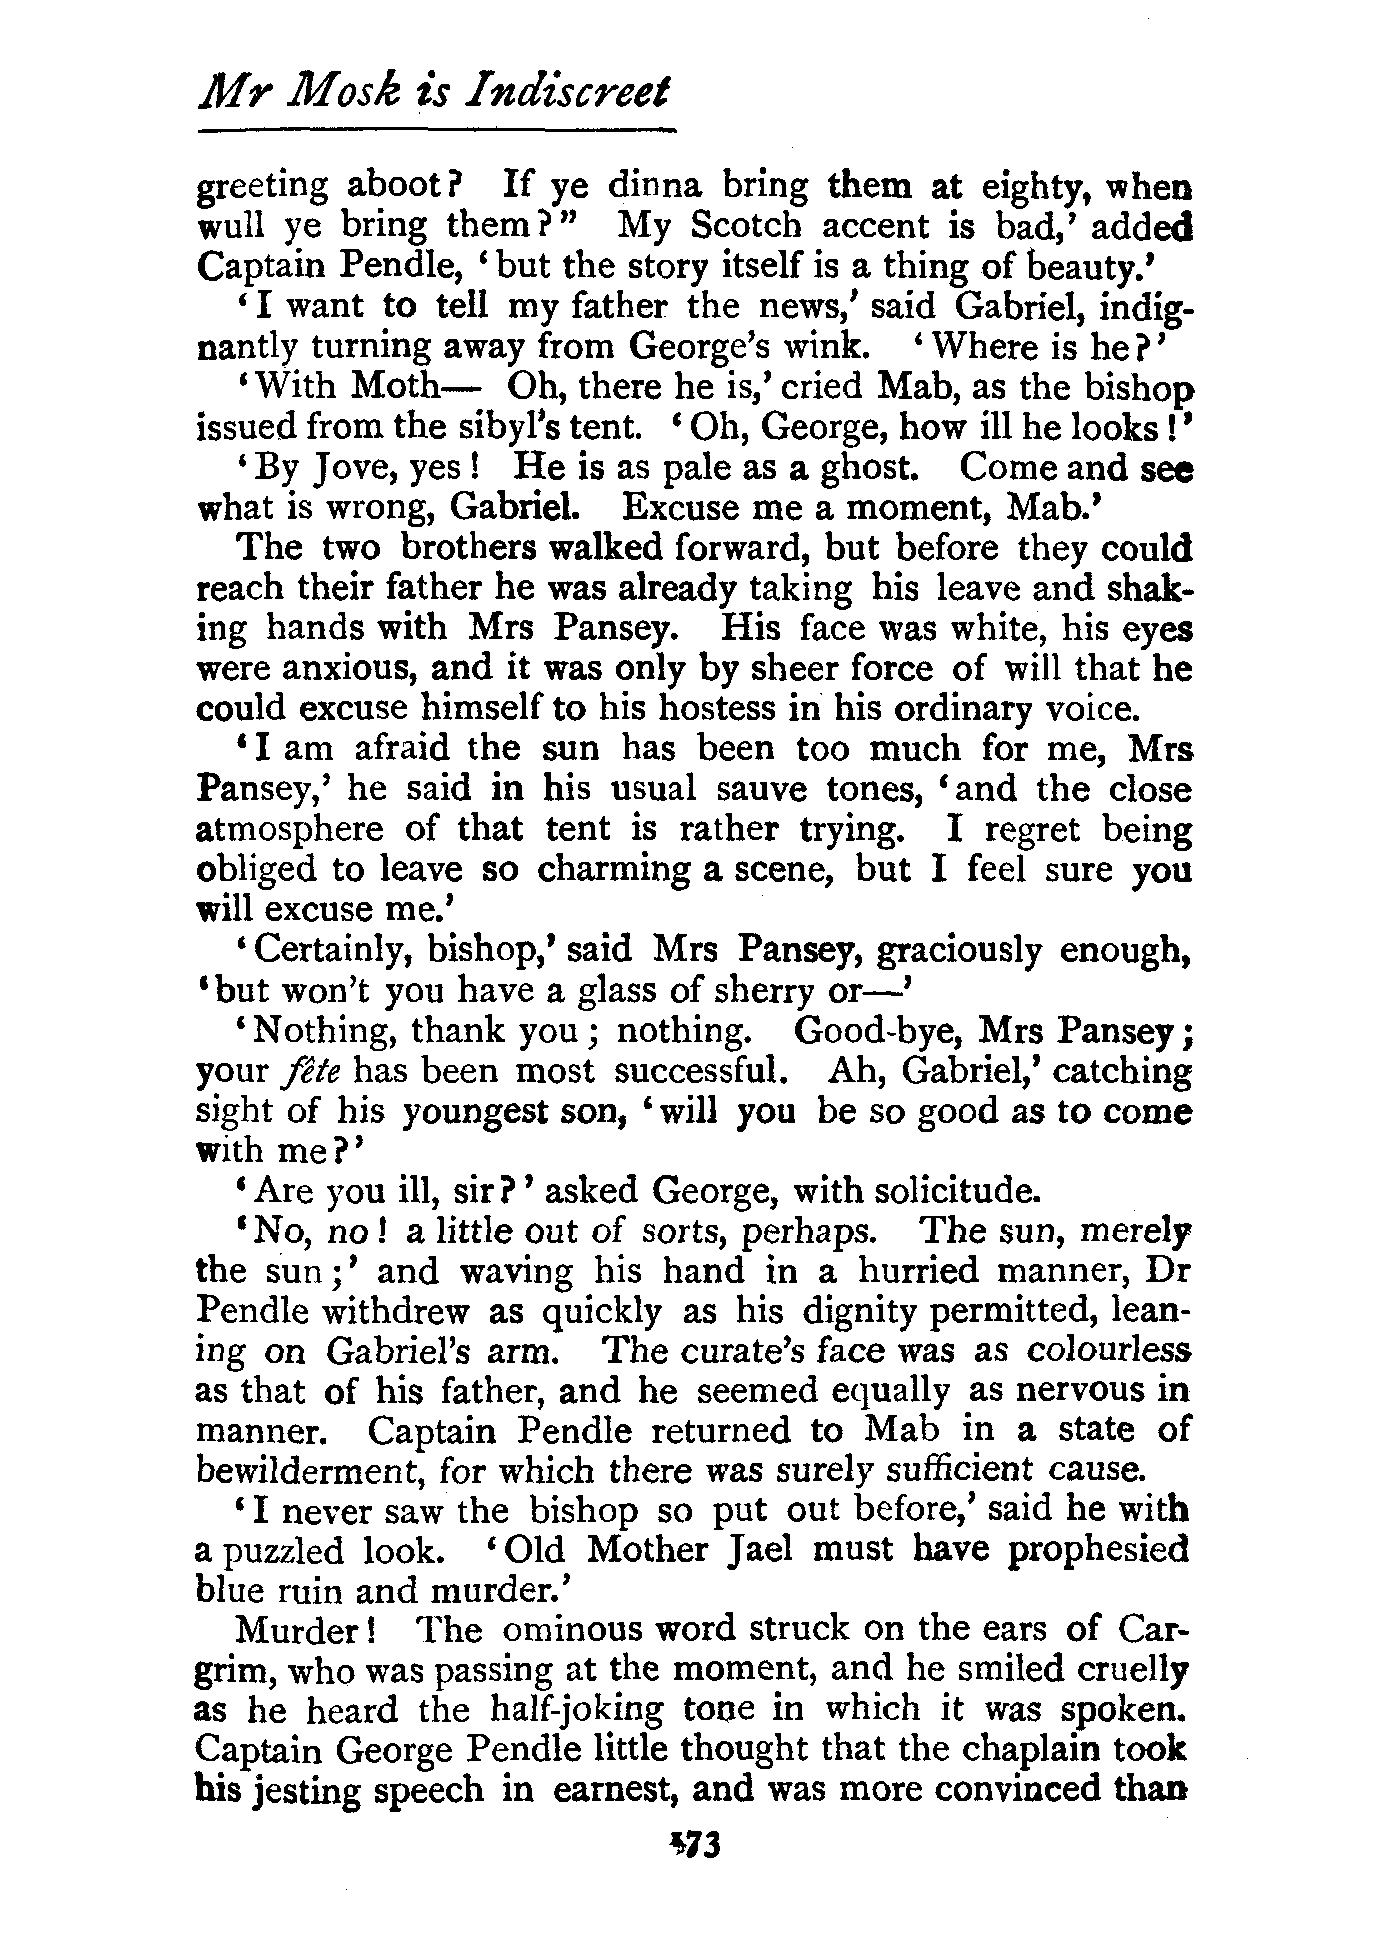 Mr Mosk is Indiscreet
greeting aboot? If ye dinna bring them at eighty, when
wull ye bring them?" My Scotch accent is bad,' added
Captain Pendle, 'but the story itself is a thing of beauty.'
'I want to tell my father the news,' said Gabriel, indig-
nantly turning away from George's wink. 'Where is he?'
'With Moth— Oh, there he is,' cried Mab, as the bishop
issued from the sibyl's tent. 'Oh, George, how ill he looks!'
'By Jove, yes! He is as pale as a ghost. Come and see
what is wrong, Gabriel. Excuse me a moment, Mab.'
The two brothers walked forward, but before they could
reach their father he was already taking his leave and shak-
ing hands with Mrs Pansey. His face was white, his eyes
were anxious, and it was only by sheer force of will that he
could excuse himself to his hostess in his ordinary voice.
'I am afraid the sun has been too much for me, Mrs
Pansey,' he said in his usual sauve tones, 'and the close
atmosphere of that tent is rather trying. I regret being
obliged to leave so charming a scene, but I feel sure you
will excuse me.'
'Certainly, bishop,' said Mrs Pansey, graciously enough,
'but won't you have a glass of sherry or—'
'Nothing, thank you; nothing. Good-bye, Mrs Pansey;
your fête has been most successful. Ah, Gabriel,' catching
sight of his youngest son, 'will you be so good as to come
with me?'
'Are you ill, sir?' asked George, with solicitude.
'No, no! a little out of sorts, perhaps. The sun, merely
the sun;' and waving his hand in a hurried manner, Dr
Pendle withdrew as quickly as his dignity permitted, lean-
ing on Gabriel's arm. The curate's face was as colourless
as that of his father, and he seemed equally as nervous in
manner. Captain Pendle returned to Mab in a state of
bewilderment, for which there was surely sufficient cause.
'I never saw the bishop so put out before,' said he with
a puzzled look. 'Old Mother Jael must have prophesied
blue ruin and murder.'
Murder! The ominous word struck on the ears of Car-
grim, who was passing at the moment, and he smiled cruelly
as he heard the half-joking tone in which it was spoken.
Captain George Pendle little thought that the chaplain took
his jesting speech in earnest, and was more convinced than
173